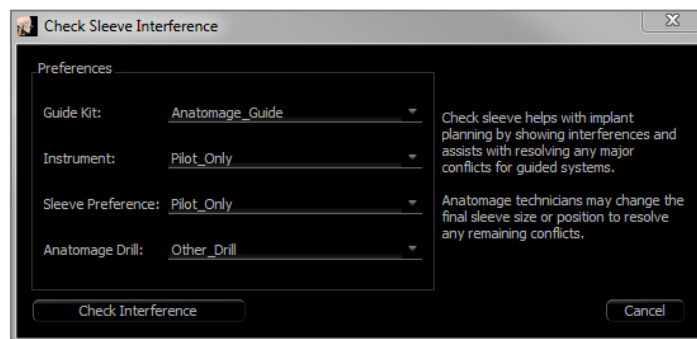 Check Sleeve Interference
Preferences
Guide Kit: Anatomage_Guide
Instrument: Pilot_Only
Sleeve Preference: Pilot_Only
Anatomage Drill: Other_Drill
Check sleeve helps with implant
planning by showing interferences and
assists with resolving any major
conflicts for guided systems.
Anatomage technicians may change the
final sleeve size or position to resolve
any remaining conflicts.
Check Interference
Cancel